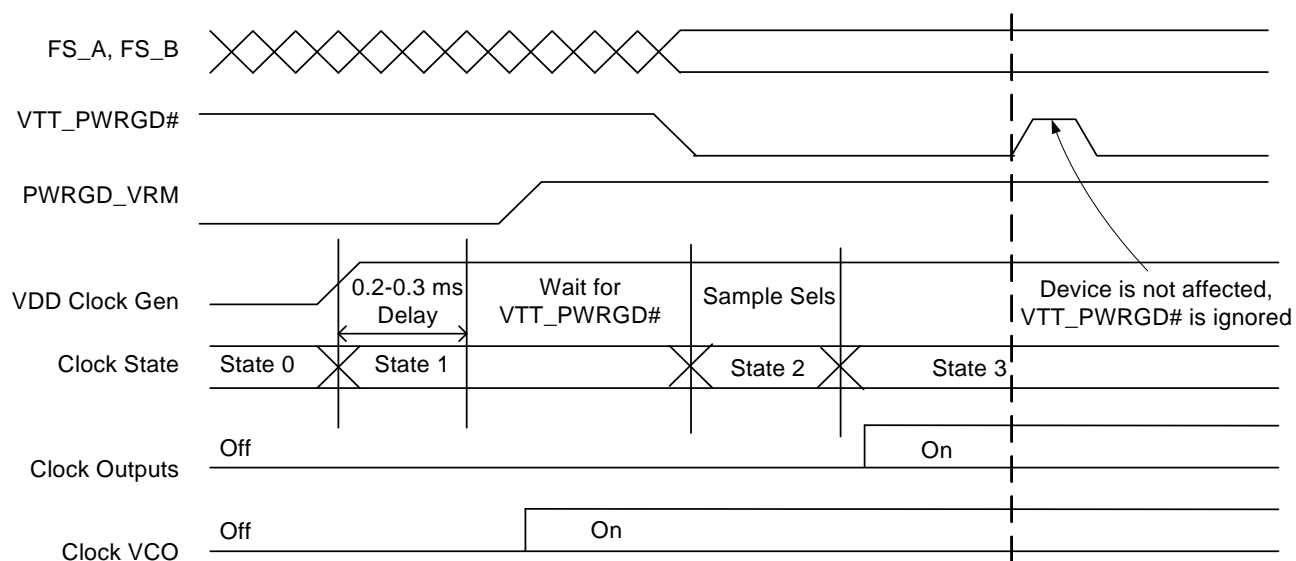 FS_A, FS_B
VTT_PWRGD#
PWRGD_VRM
VDD Clock Gen
0.2-0.3 ms
Delay
Wait for
VTT_PWRGD#
Sample Sels
Device is not affected,
VTT_PWRGD# is ignored
Clock State
State 0
State 1
State 2
State 3
Clock Outputs
Off
On
Clock VCO
Off
On